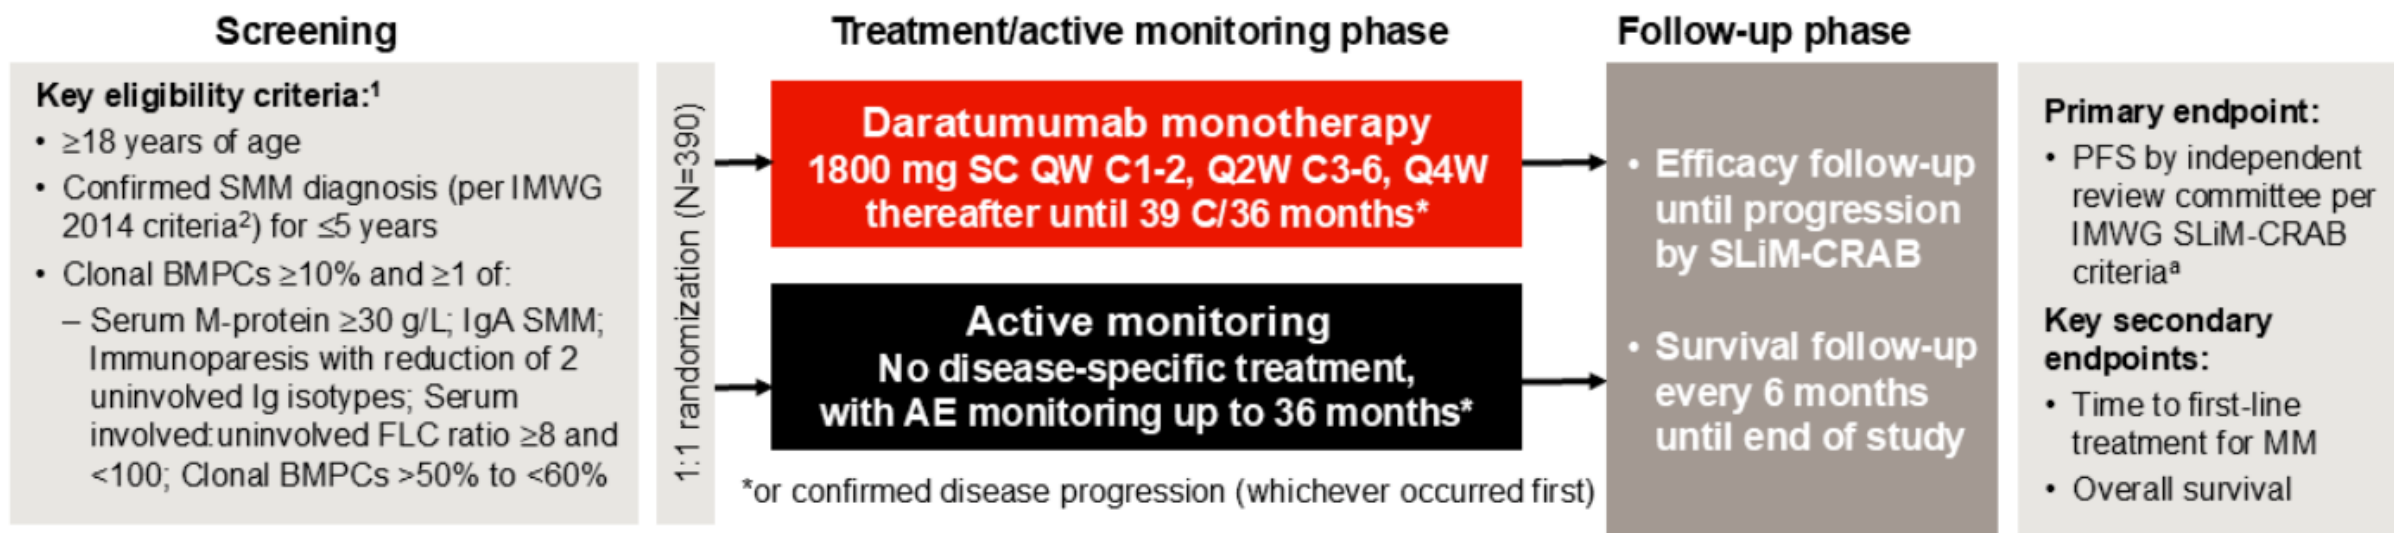 Screening
Key eligibility criteria:¹
• ≥18 years of age
• Confirmed SMM diagnosis (per IMWG
2014 criteria²) for ≤5 years
• Clonal BMPCs ≥10% and ≥1 of:
– Serum M-protein ≥30 g/L; IgA SMM;
Immunoparesis with reduction of 2
uninvolved Ig isotypes; Serum
involved:uninvolved FLC ratio ≥8 and
<100; Clonal BMPCs >50% to <60%
1:1 randomization (N=390)
Treatment/active monitoring phase
Daratumumab monotherapy
1800 mg SC QW C1-2, Q2W C3-6, Q4W
thereafter until 39 C/36 months*
Active monitoring
No disease-specific treatment,
with AE monitoring up to 36 months*
*or confirmed disease progression (whichever occurred first)
Follow-up phase
• Efficacy follow-up
until progression
by SLiM-CRAB
• Survival follow-up
every 6 months
until end of study
Primary endpoint:
• PFS by independent
review committee per
IMWG SLiM-CRAB
criteriaᵃ
Key secondary
endpoints:
• Time to first-line
treatment for MM
• Overall survival